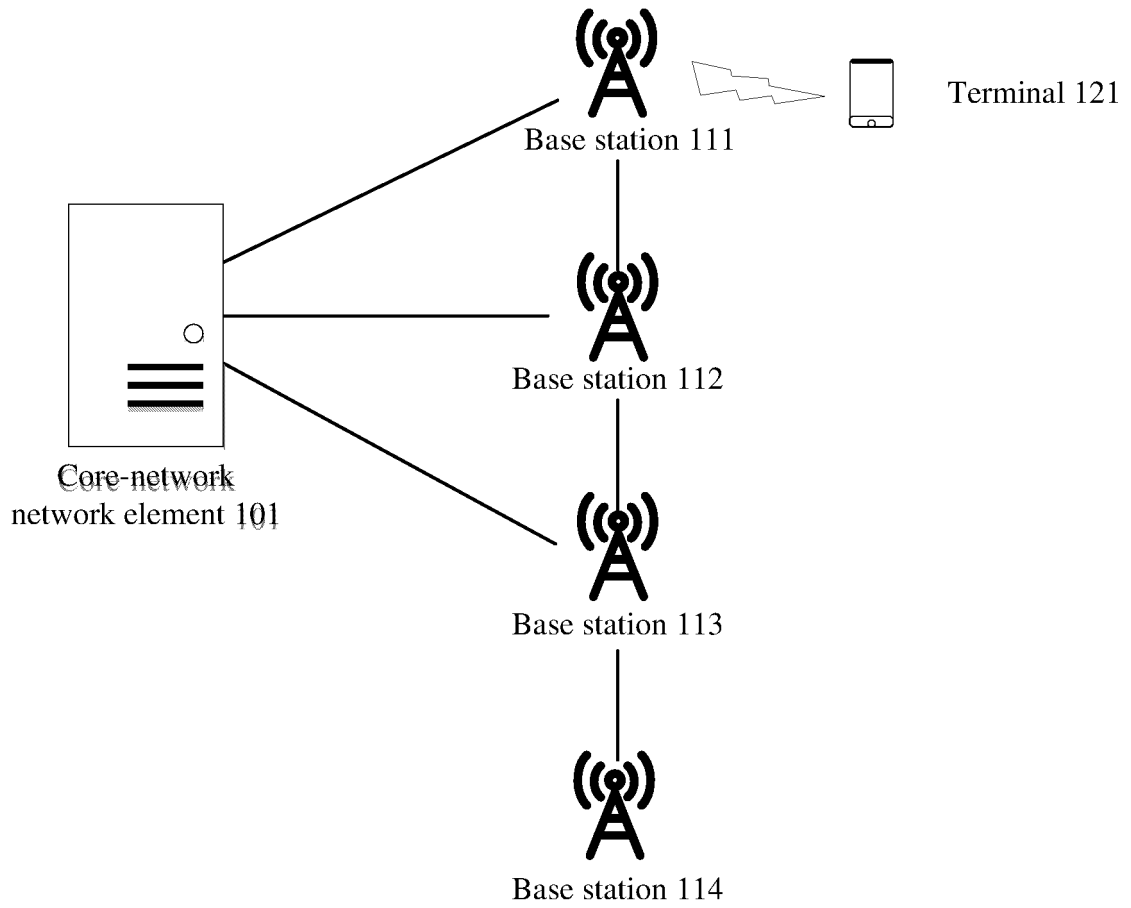 Terminal 121
Base station 111
Base station 112
Core-network
network element 101
Base station 113
Base station 114